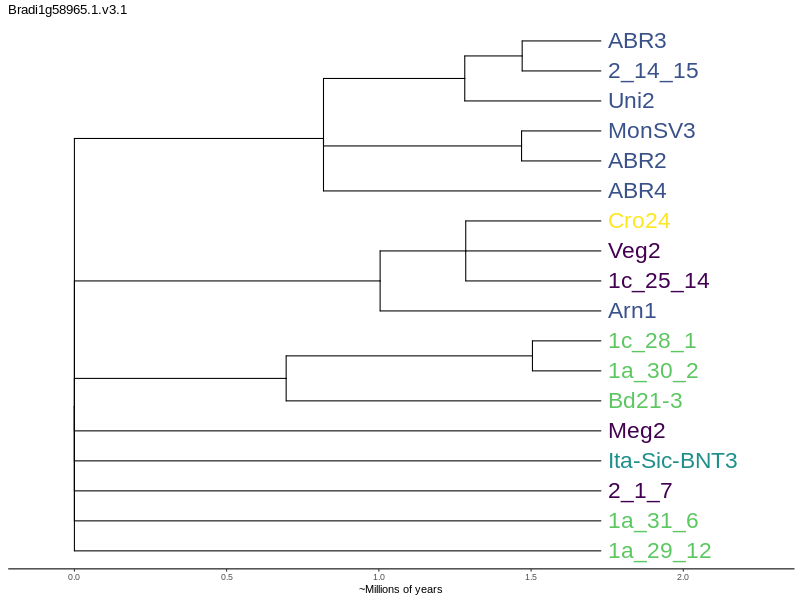 Bradi1g58965.1.v3.1
ABR3
2_14_15
Uni2
MonSV3
ABR2
ABR4
Cro24
Veg2
1c_25_14
Arn1
1c_28_1
1a_30_2
Bd21-3
Meg2
Ita-Sic-BNT3
2_1_7
1a_31_6
1a_29_12
0.0 0.5 1.0 1.5 2.0
~Millions of years